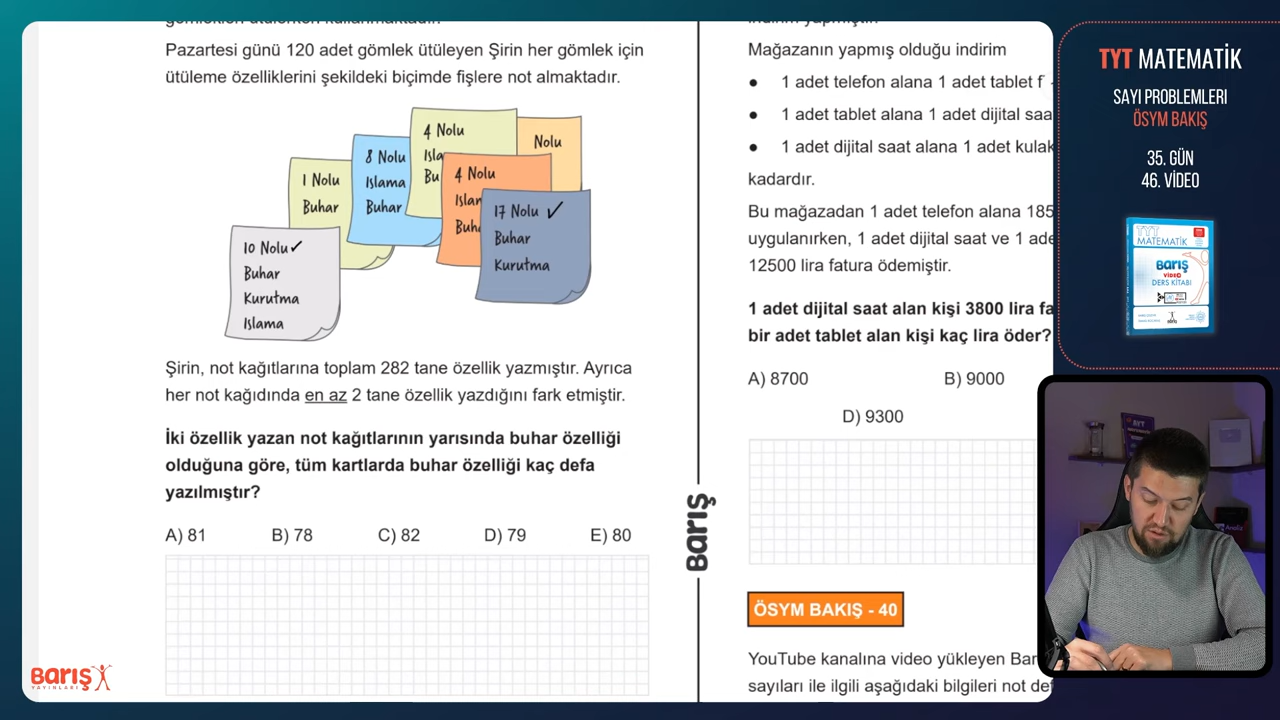 Pazartesi günü 120 adet gömlek ütüleyen Şirin her gömlek için
ütüleme özelliklerini şekildeki biçimde fişlere not almaktadır.
1 Nolu
Buhar
8 Nolu
Islama
Buhar
4 Nolu
Isla
Bu
Nolu
4 Nolu
Islam
Buha
17 Nolu ✓
Buhar
Kurutma
10 Nolu ✓
Buhar
Kurutma
Islama
Şirin, not kağıtlarına toplam 282 tane özellik yazmıştır. Ayrıca
her not kağıdında en az 2 tane özellik yazdığını fark etmiştir.
İki özellik yazan not kağıtlarının yarısında buhar özelliği
olduğuna göre, tüm kartlarda buhar özelliği kaç defa
yazılmıştır?
A) 81 B) 78 C) 82 D) 79 E) 80
BARIŞ
Mağazanın yapmış olduğu indirim
• 1 adet telefon alana 1 adet tablet f
• 1 adet tablet alana 1 adet dijital saa
• 1 adet dijital saat alana 1 adet kulak
kadardır.
Bu mağazadan 1 adet telefon alana 185
uygulanırken, 1 adet dijital saat ve 1 ade
12500 lira fatura ödemiştir.
1 adet dijital saat alan kişi 3800 lira fa
bir adet tablet alan kişi kaç lira öder?
A) 8700 B) 9000
D) 9300
ÖSYM BAKIŞ - 40
YouTube kanalına video yükleyen Bar
sayıları ile ilgili aşağıdaki bilgileri not def
TYT MATEMATİK
SAYI PROBLEMLERI
ÖSYM BAKIŞ
35. GÜN
46. VİDEO
TYT
MATEMATİK
BARIŞ
VİDEO
DERS KİTABI
BARIŞ
YAYINLARI